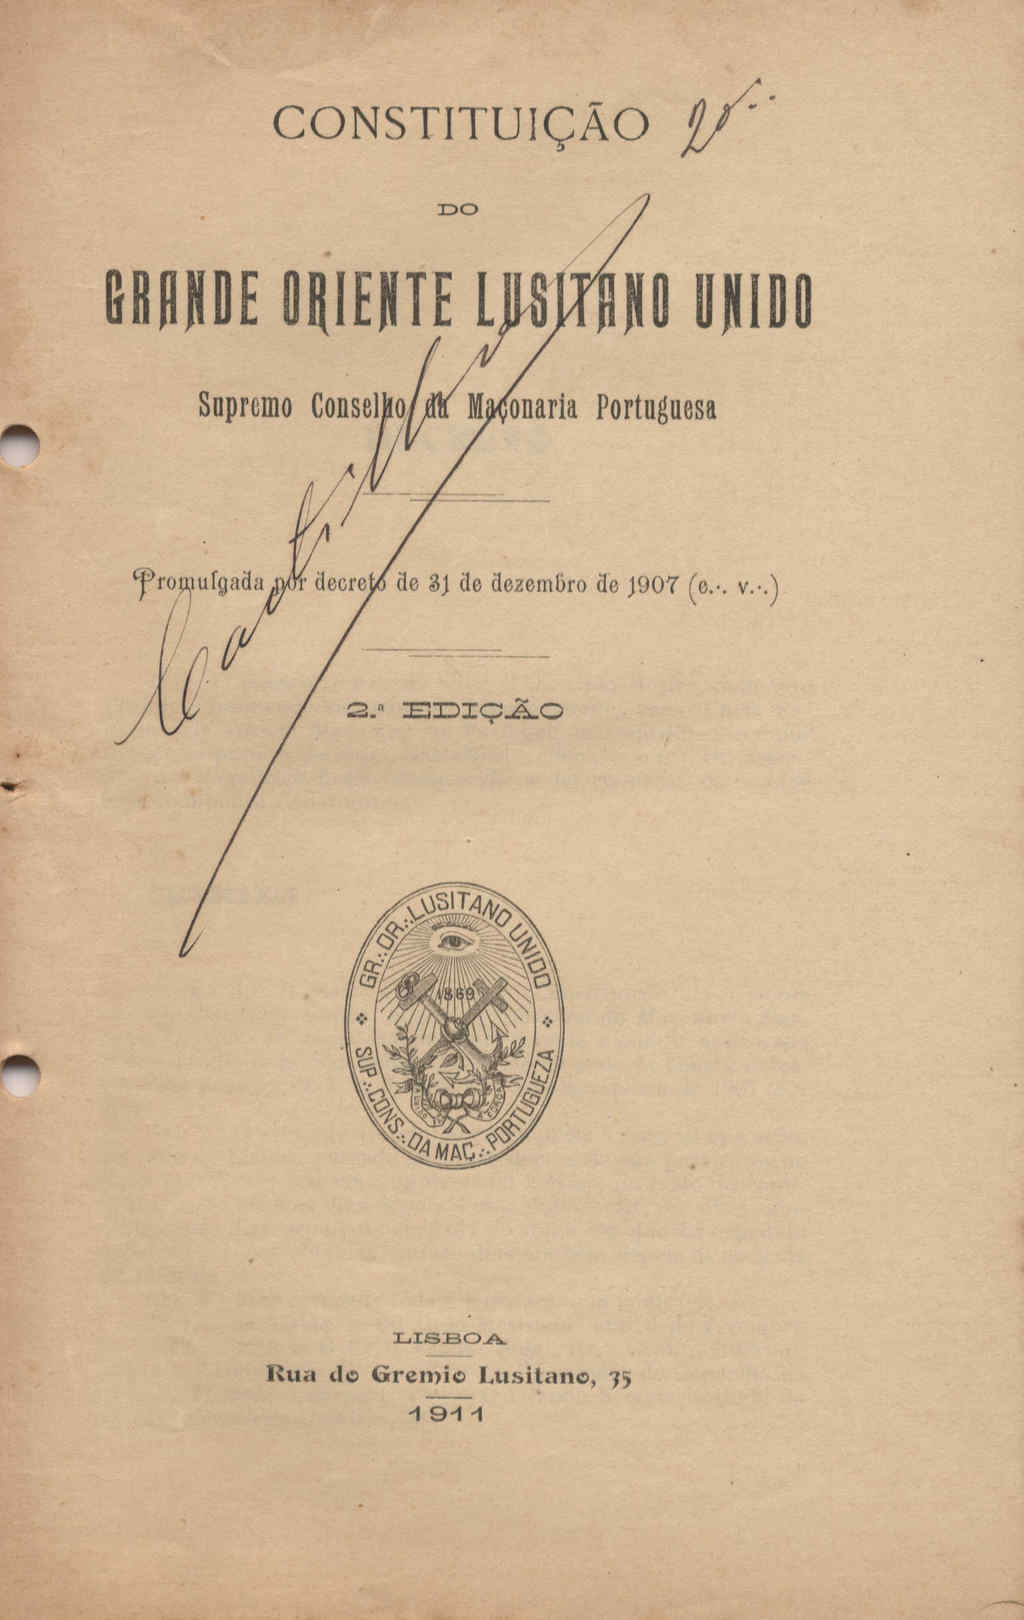 CONSTITUIÇÃO
DO
GRANDE ORIENTE LUSITANO UNIDO
Supremo Conselho da Maçonaria Portuguesa
Promulgada por decreto de 31 de dezembro de 1907 (e.·. v.·.)
2.ª EDIÇÃO
GR.·. OR.·. LUSITANO UNIDO
1869
SUP.·. CONS.·. DA MAÇ.·. PORTUGUEZA
LISBOA
Rua do Gremio Lusitano, 35
1911